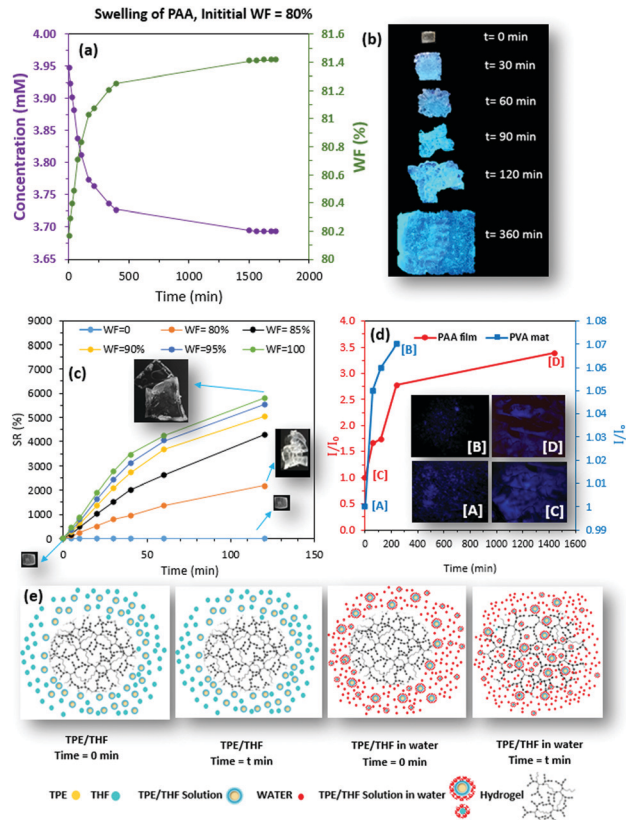 Swelling of PAA, Inititial WF = 80%
(a)
4.00
3.95
3.90
3.85
3.80
3.75
3.70
3.65
Concentration (mM)
81.6
81.4
81.2
81
80.8
80.6
80.4
80.2
80
WF (%)
0
500
1000
1500
2000
Time (min)
(b)
t= 0 min
t= 30 min
t= 60 min
t= 90 min
t= 120 min
t= 360 min
(c)
WF=0
WF= 80%
WF= 85%
WF=90%
WF=95%
WF=100
9000
8000
7000
6000
5000
4000
3000
2000
1000
0
SR (%)
0
50
100
150
Time (min)
(d)
PAA film
PVA mat
4.0
3.5
3.0
2.5
2.0
1.5
1.0
0.5
0.0
I/I₀
1.08
1.07
1.06
1.05
1.04
1.03
1.02
1.01
1
0.99
I/I₀
[B]
[D]
[C]
[A]
[B]
[D]
[A]
[C]
0 200 400 600 800 1000 1200 1400 1600
Time (min)
(e)
TPE/THF
Time = 0 min
TPE/THF
Time = t min
TPE/THF in water
Time = 0 min
TPE/THF in water
Time = t min
TPE
THF
TPE/THF Solution
WATER
TPE/THF Solution in water
Hydrogel